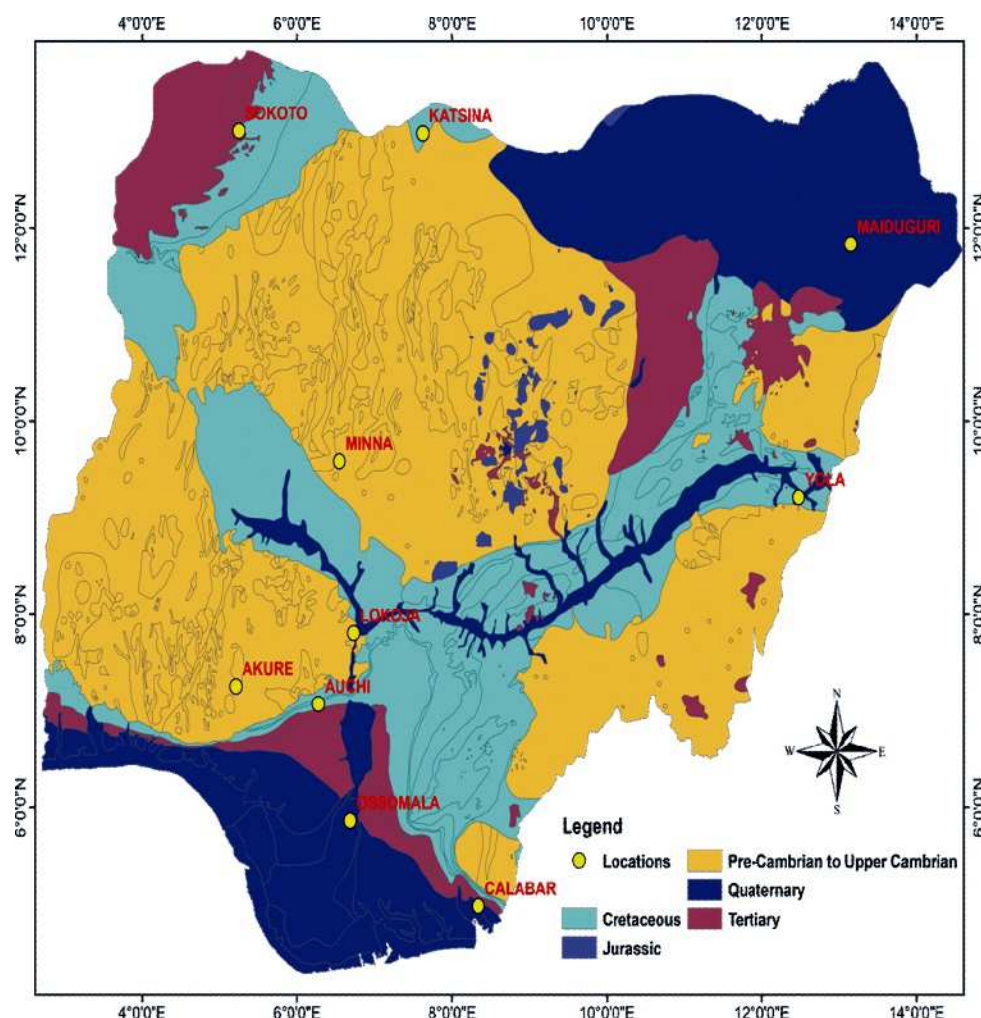 4°0'0"E 6°0'0"E 8°0'0"E 10°0'0"E 12°0'0"E 14°0'0"E
SOKOTO
KATSINA
12°0'0"N 12°0'0"N
MAIDUGURI
10°0'0"N 10°0'0"N
MINNA
YOLA
8°0'0"N 8°0'0"N
LOKOJA
AKURE
AUCHI
N
W E
S
6°0'0"N 6°0'0"N
OSSOMALA
CALABAR
Legend
Locations
Pre-Cambrian to Upper Cambrian
Quaternary
Cretaceous
Tertiary
Jurassic
4°0'0"E 6°0'0"E 8°0'0"E 10°0'0"E 12°0'0"E 14°0'0"E